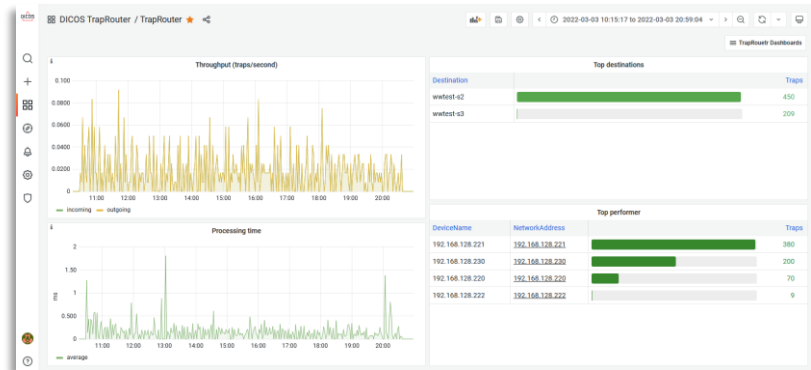 DICOS
DICOS TrapRouter / TrapRouter
2022-03-03 10:15:17 to 2022-03-03 20:59:04
TrapRouetr Dashboards
Throughput (traps/second)
0.100
0.0800
0.0600
0.0400
0.0200
0
11:00 12:00 13:00 14:00 15:00 16:00 17:00 18:00 19:00 20:00
incoming outgoing
Processing time
2
1.50
1
0.500
0
ms
11:00 12:00 13:00 14:00 15:00 16:00 17:00 18:00 19:00 20:00
average
Top destinations
Destination Traps
wwtest-s2 450
wwtest-s3 209
Top performer
DeviceName NetworkAddress Traps
192.168.128.221 192.168.128.221 380
192.168.128.230 192.168.128.230 200
192.168.128.220 192.168.128.220 70
192.168.128.222 192.168.128.222 9